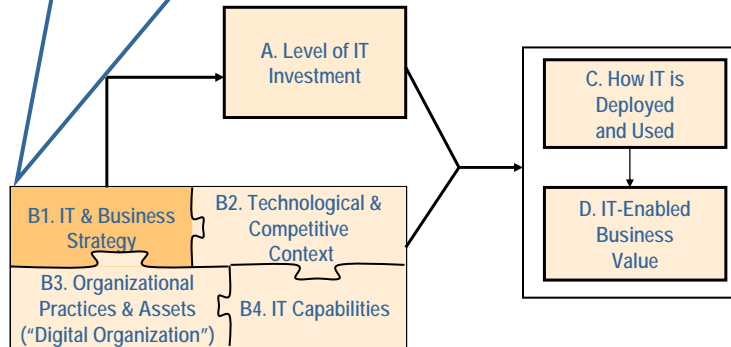 A. Level of IT
Investment
C. How IT is
Deployed
and Used
B1. IT & Business
Strategy
B2. Technological &
Competitive
Context
D. IT-Enabled
Business
Value
B3. Organizational
Practices & Assets
(“Digital Organization”)
B4. IT Capabilities